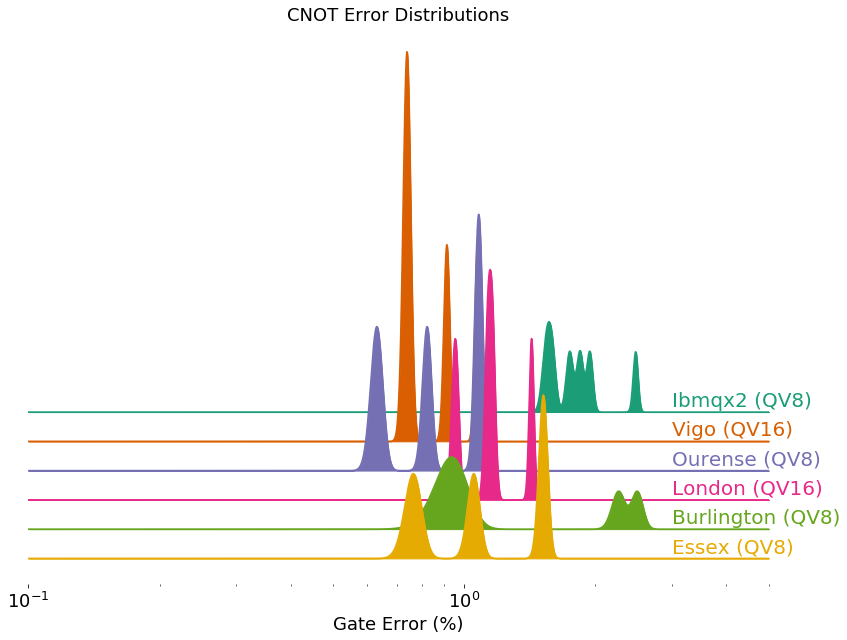 CNOT Error Distributions
Ibmqx2 (QV8)
Vigo (QV16)
Ourense (QV8)
London (QV16)
Burlington (QV8)
Essex (QV8)
10⁻¹ 10⁰
Gate Error (%)